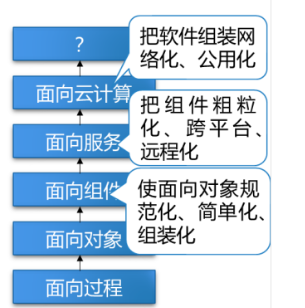 ?
把软件组装网
络化、公用化
面向云计算
把组件粗粒
化、跨平台、
远程化
面向服务
使面向对象规
范化、简单化、
组装化
面向组件
面向对象
面向过程